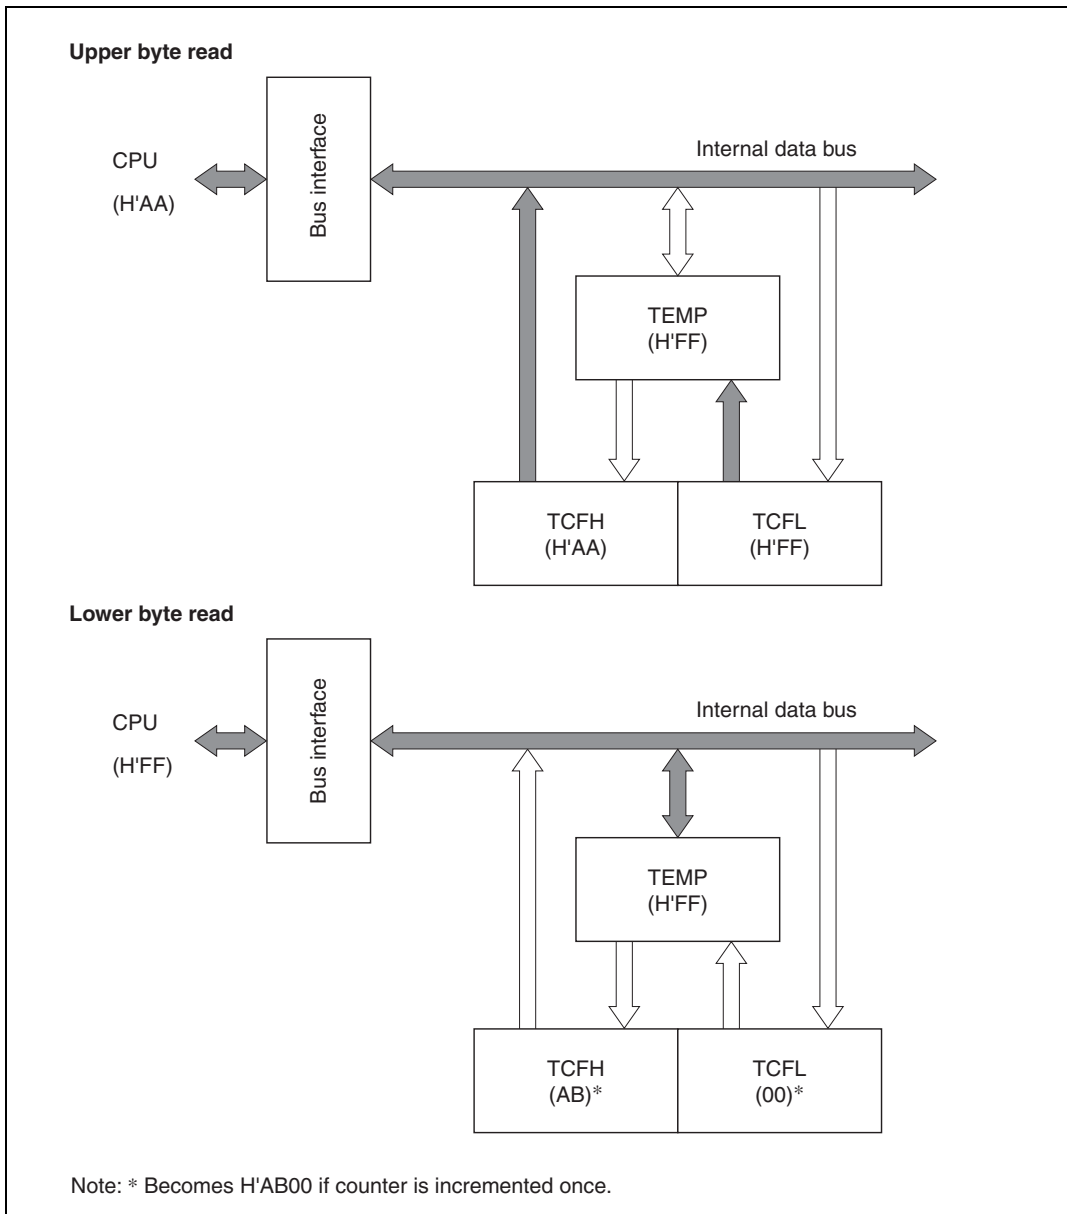 Upper byte read
Bus interface
Internal data bus
CPU
(H'AA)
TEMP
(H'FF)
TCFH
(H'AA)
TCFL
(H'FF)
Lower byte read
Bus interface
Internal data bus
CPU
(H'FF)
TEMP
(H'FF)
TCFH
(AB)*
TCFL
(00)*
Note: * Becomes H'AB00 if counter is incremented once.